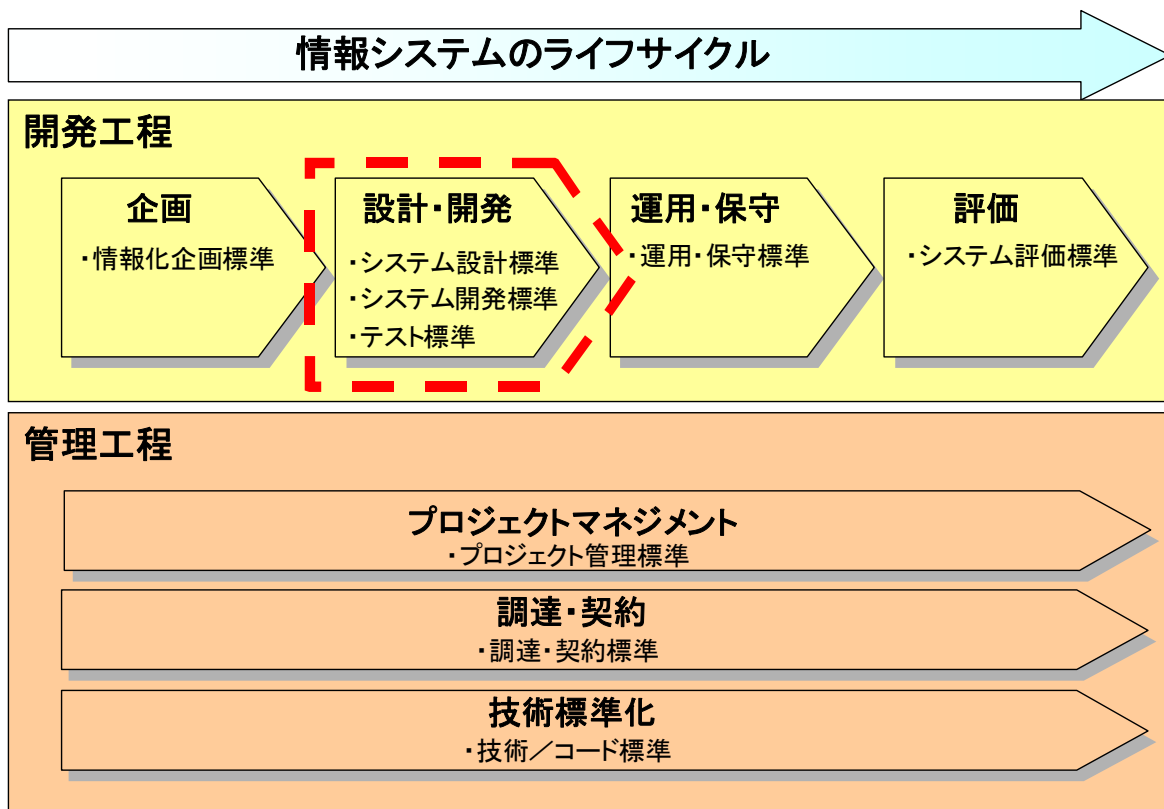 情報システムのライフサイクル
開発工程
企画
・情報化企画標準
設計・開発
・システム設計標準
・システム開発標準
・テスト標準
運用・保守
・運用・保守標準
評価
・システム評価標準
管理工程
プロジェクトマネジメント
・プロジェクト管理標準
調達・契約
・調達・契約標準
技術標準化
・技術／コード標準